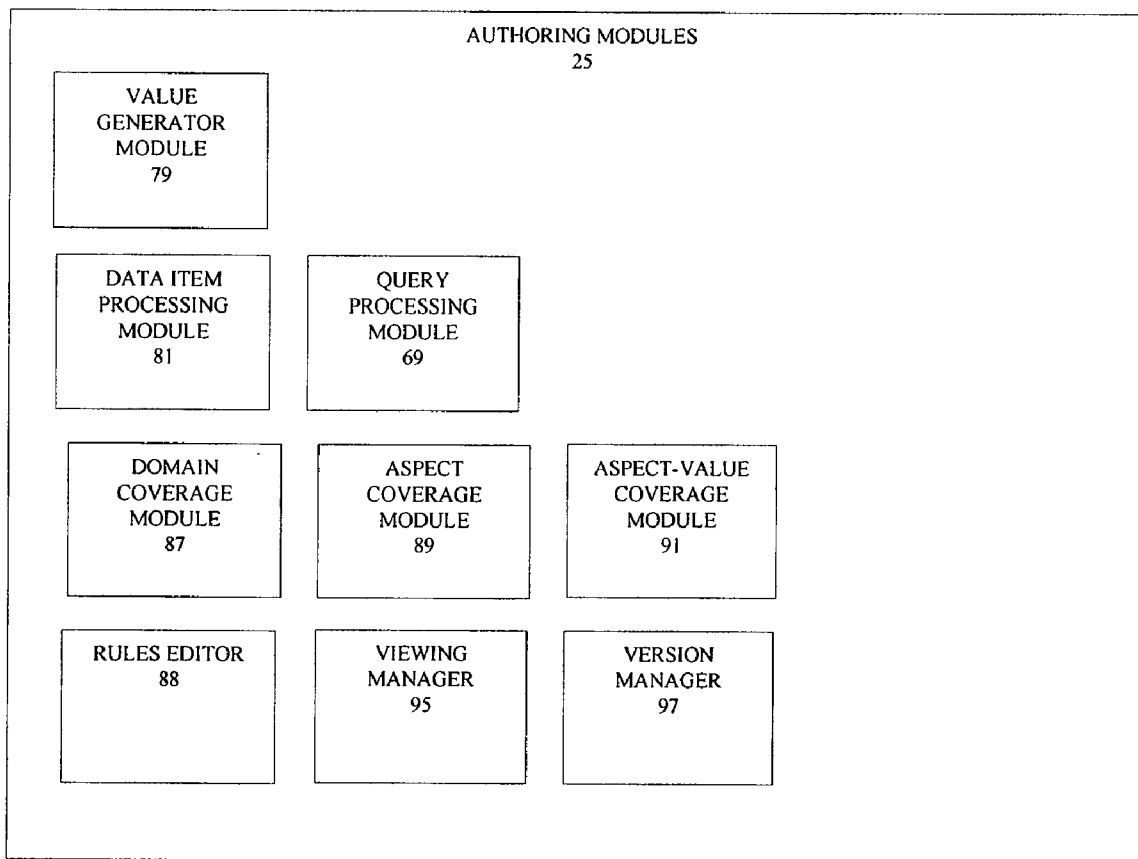 AUTHORING MODULES
25
VALUE
GENERATOR
MODULE
79
DATA ITEM
PROCESSING
MODULE
81
QUERY
PROCESSING
MODULE
69
DOMAIN
COVERAGE
MODULE
87
ASPECT
COVERAGE
MODULE
89
ASPECT-VALUE
COVERAGE
MODULE
91
RULES EDITOR
88
VIEWING
MANAGER
95
VERSION
MANAGER
97